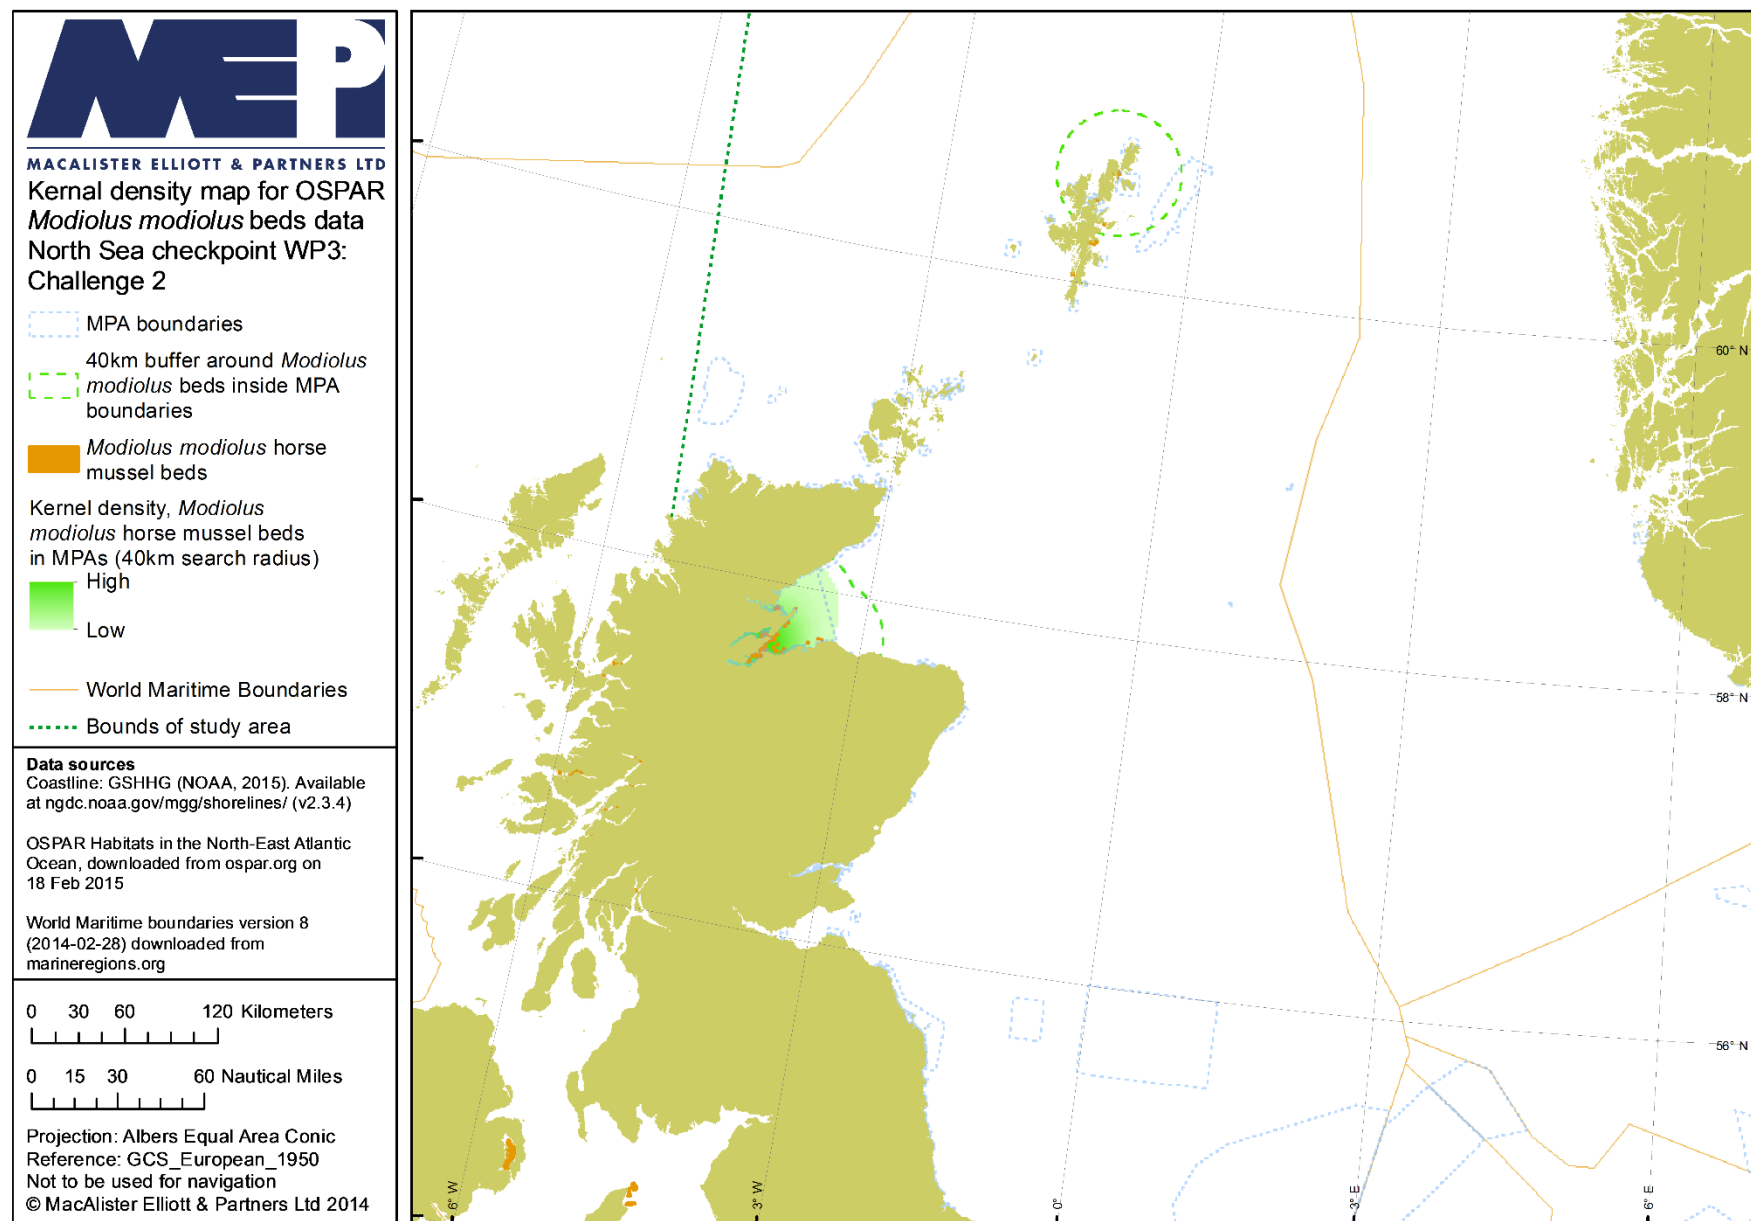 MEP
MACALISTER ELLIOTT & PARTNERS LTD
Kernal density map for OSPAR
Modiolus modiolus beds data
North Sea checkpoint WP3:
Challenge 2
MPA boundaries
40km buffer around Modiolus
modiolus beds inside MPA
boundaries
Modiolus modiolus horse
mussel beds
Kernel density, Modiolus
modiolus horse mussel beds
in MPAs (40km search radius)
High
Low
World Maritime Boundaries
Bounds of study area
Data sources
Coastline: GSHHG (NOAA, 2015). Available
at ngdc.noaa.gov/mgg/shorelines/ (v2.3.4)
OSPAR Habitats in the North-East Atlantic
Ocean, downloaded from ospar.org on
18 Feb 2015
World Maritime boundaries version 8
(2014-02-28) downloaded from
marineregions.org
0 30 60 120 Kilometers
0 15 30 60 Nautical Miles
Projection: Albers Equal Area Conic
Reference: GCS_European_1950
Not to be used for navigation
© MacAlister Elliott & Partners Ltd 2014
60° N
58° N
56° N
6° W
3° W
0°
3° E
6° E